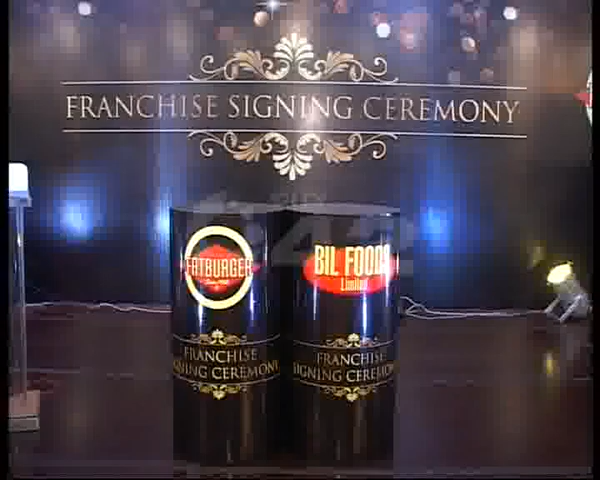 FRANCHISE SIGNING CEREMONY
FATBURGER
BIL FOODS
Limited
FRANCHISE
SIGNING CEREMONY
FRANCHISE
SIGNING CEREMONY